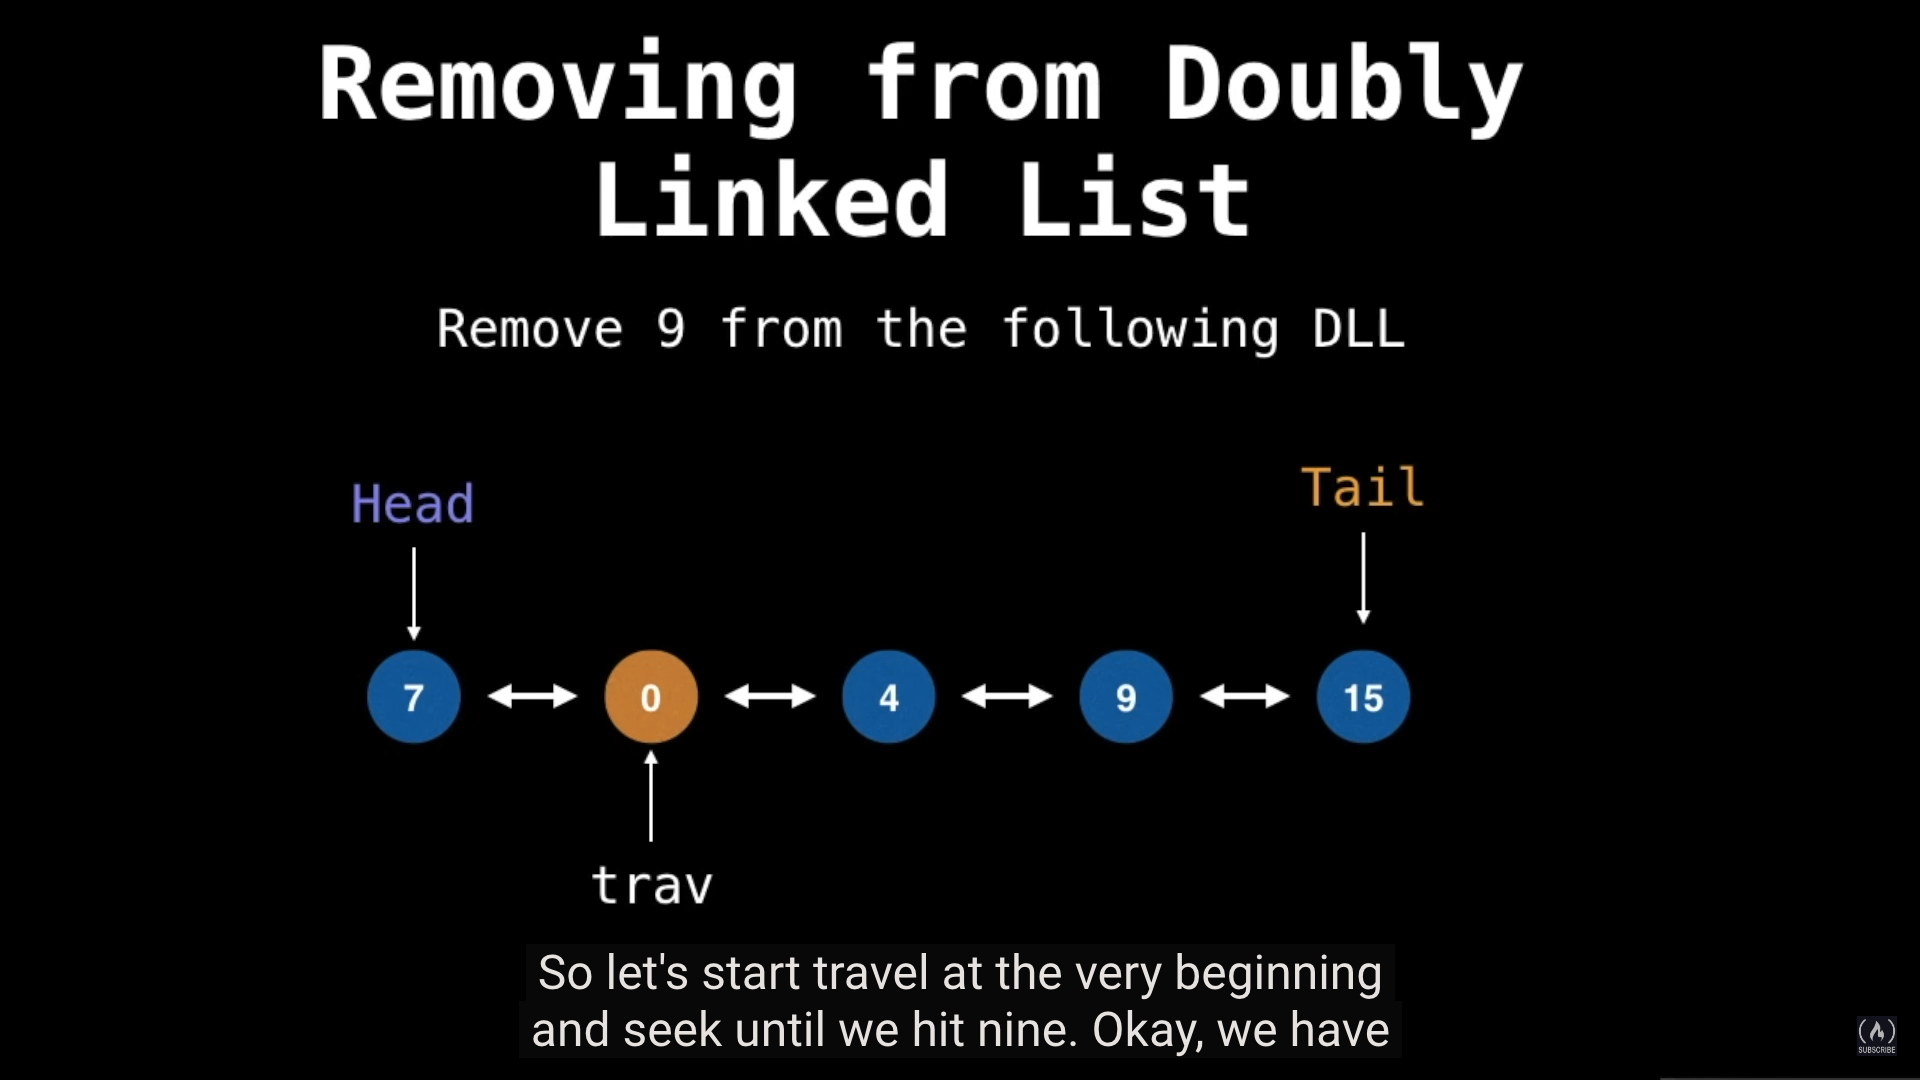 Removing from Doubly
Linked List
Remove 9 from the following DLL
Head
Tail
7
0
4
9
15
trav
So let's start travel at the very beginning
and seek until we hit nine. Okay, we have
SUBSCRIBE